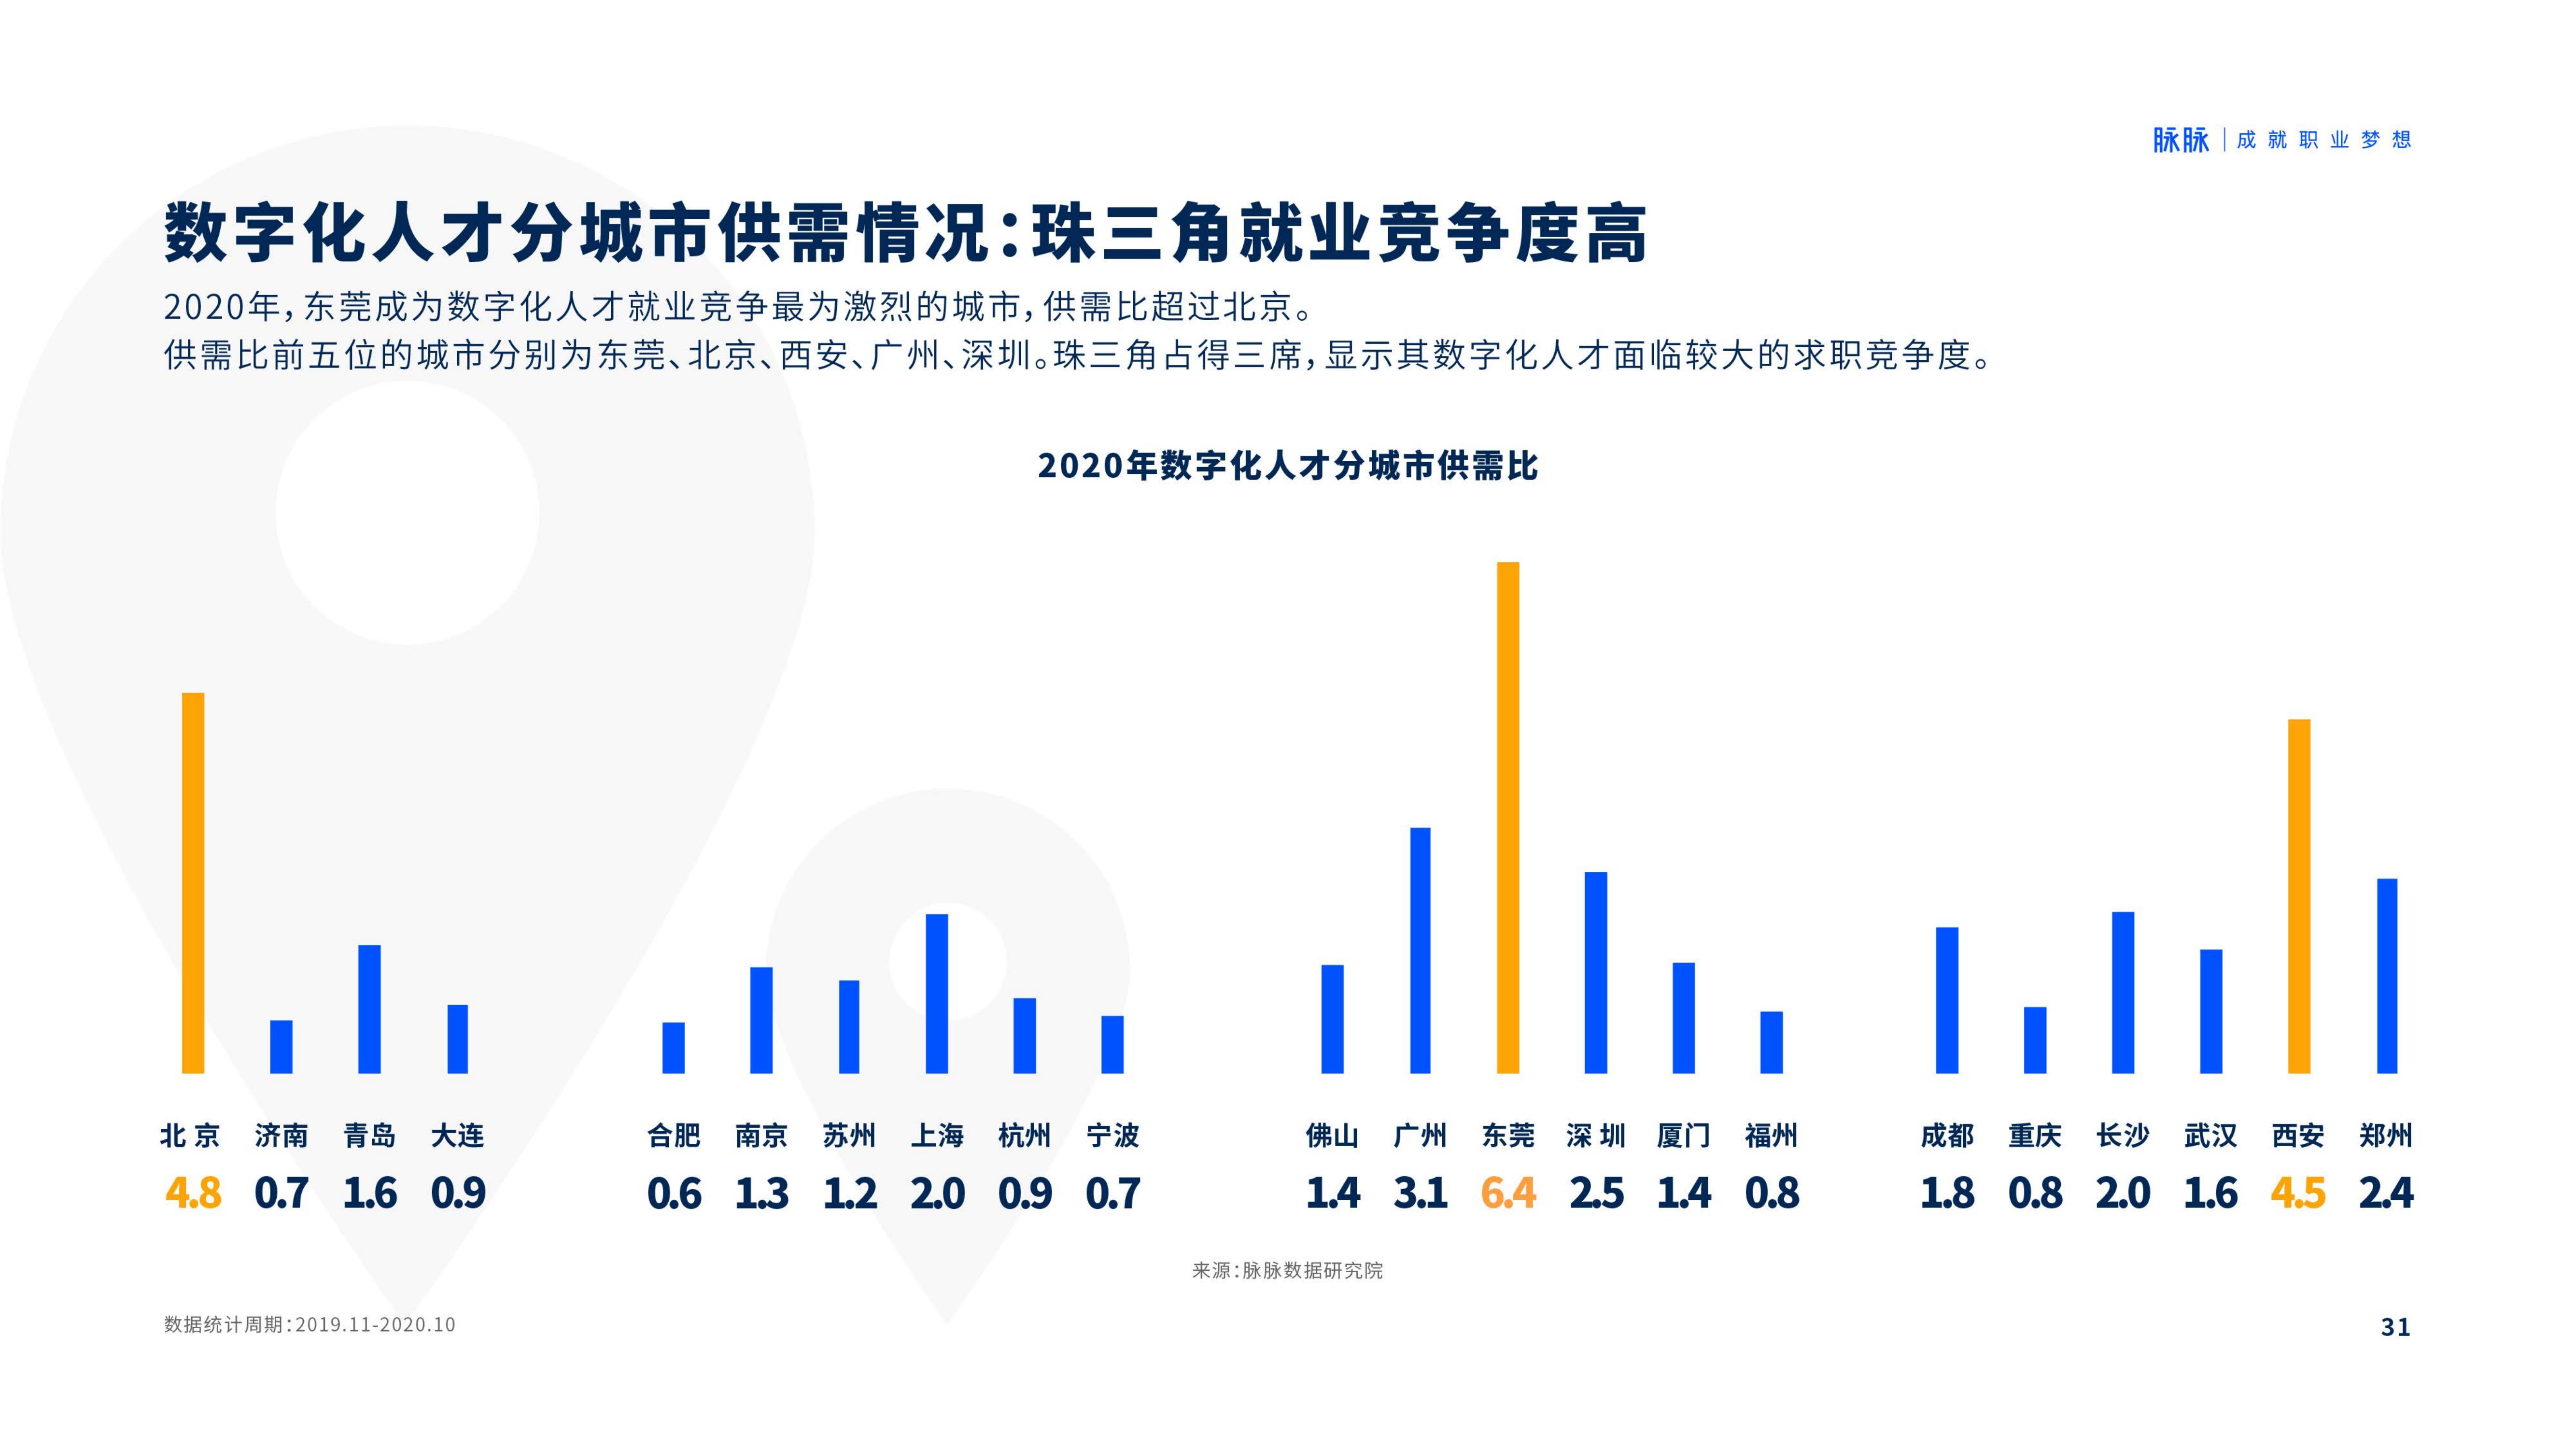 脉脉 | 成就职业梦想
数字化人才分城市供需情况：珠三角就业竞争度高
2020年，东莞成为数字化人才就业竞争最为激烈的城市，供需比超过北京。
供需比前五位的城市分别为东莞、北京、西安、广州、深圳。珠三角占得三席，显示其数字化人才面临较大的求职竞争度。
2020年数字化人才分城市供需比
北京 济南 青岛 大连 合肥 南京 苏州 上海 杭州 宁波 佛山 广州 东莞 深圳 厦门 福州 成都 重庆 长沙 武汉 西安 郑州
4.8 0.7 1.6 0.9 0.6 1.3 1.2 2.0 0.9 0.7 1.4 3.1 6.4 2.5 1.4 0.8 1.8 0.8 2.0 1.6 4.5 2.4
来源：脉脉数据研究院
数据统计周期：2019.11-2020.10
31